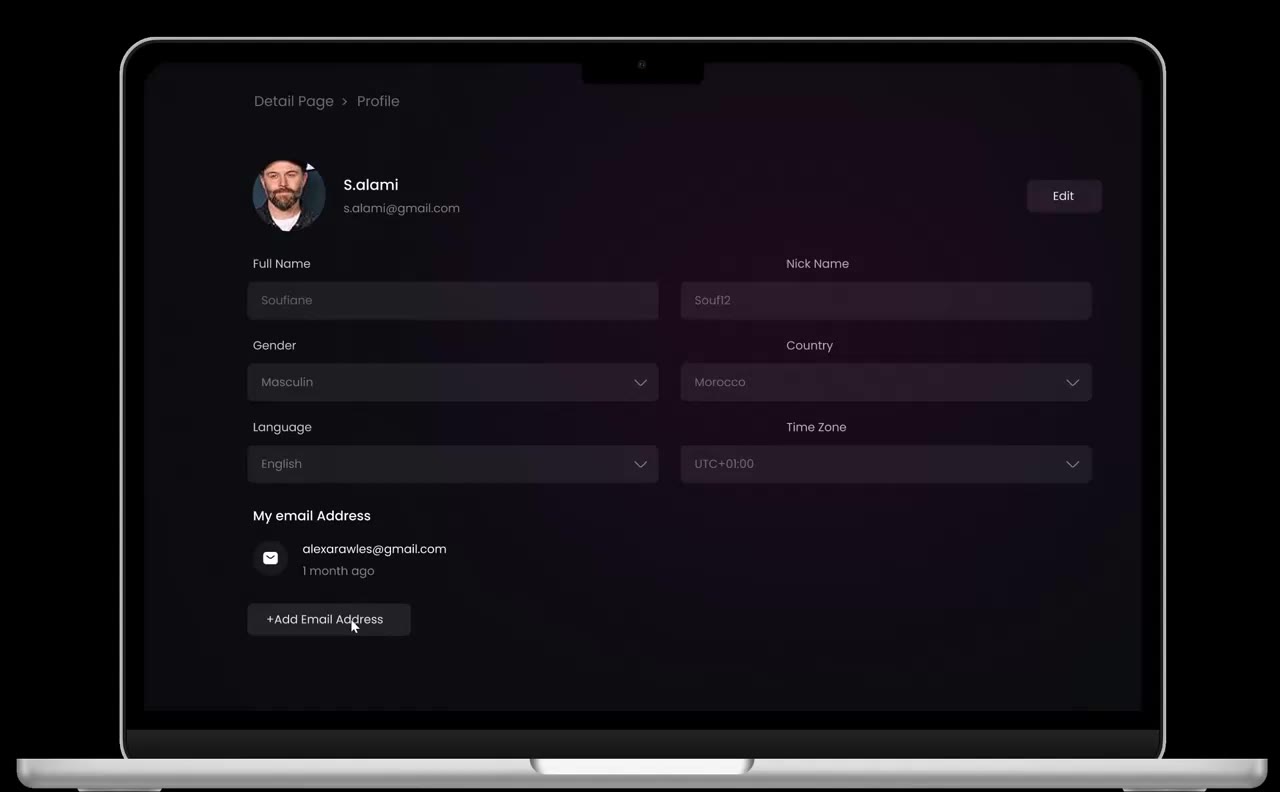 Detail Page > Profile
S.alami
s.alami@gmail.com
Edit
Full Name
Nick Name
Soufiane
Souf12
Gender
Country
Masculin
Morocco
Language
Time Zone
English
UTC+01:00
My email Address
alexarawles@gmail.com
1 month ago
+Add Email Address